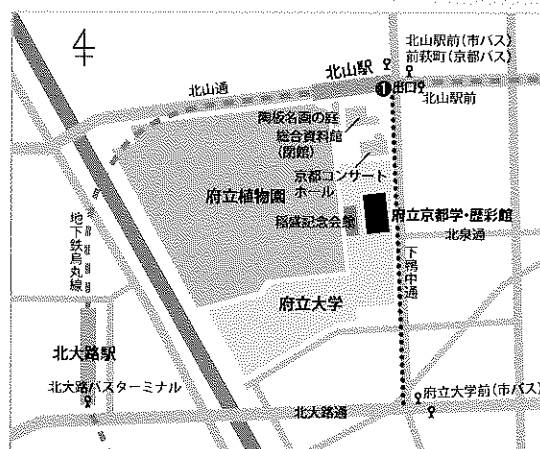 4
北山駅前(市バス)
前萩町(京都バス)
北山駅
北山通
1
出口
北山駅前
陶板名画の庭
総合資料館
(閉館)
京都コンサート
ホール
府立植物園
稲盛記念会館
府立京都学・歴彩館
北泉通
地下鉄烏丸線
下鴨中通
府立大学
北大路駅
北大路バスターミナル
府立大学前(市バス)
北大路通